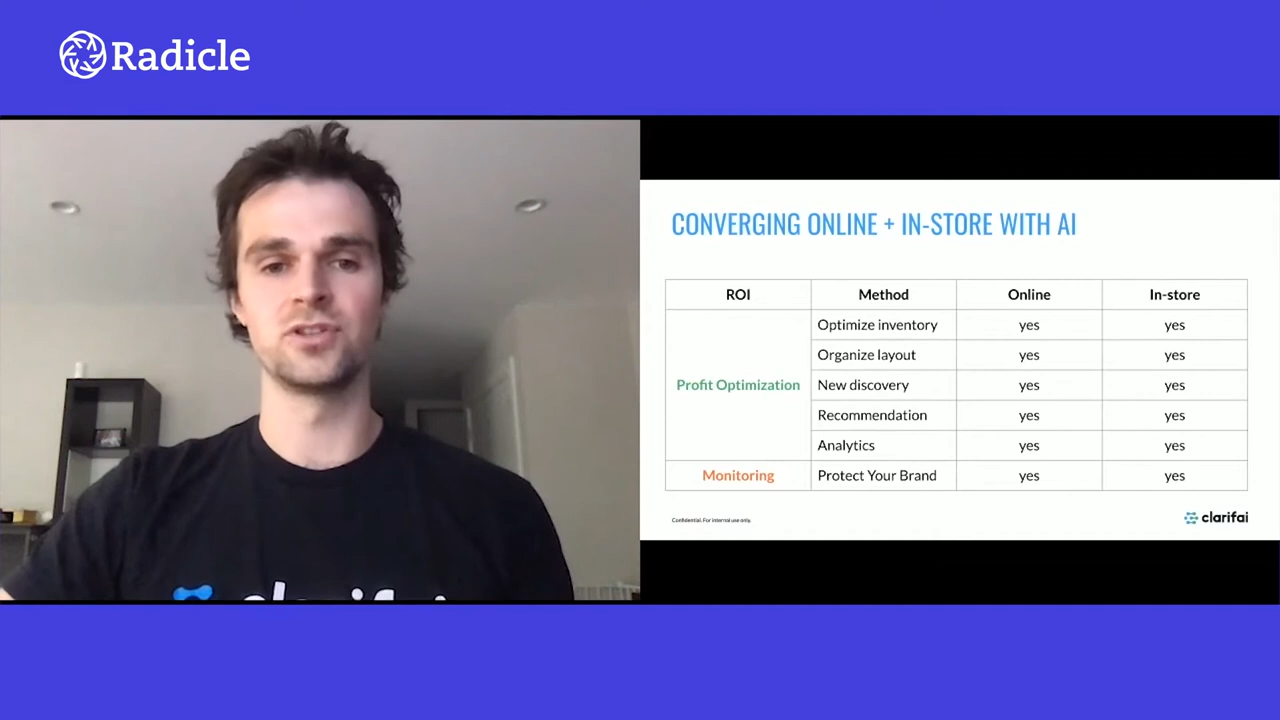 Radicle
CONVERGING ONLINE + IN-STORE WITH AI
ROI Method Online In-store
Profit Optimization
Optimize inventory yes yes
Organize layout yes yes
New discovery yes yes
Recommendation yes yes
Analytics yes yes
Monitoring Protect Your Brand yes yes
Confidential. For internal use only.
clarifai
clarifai